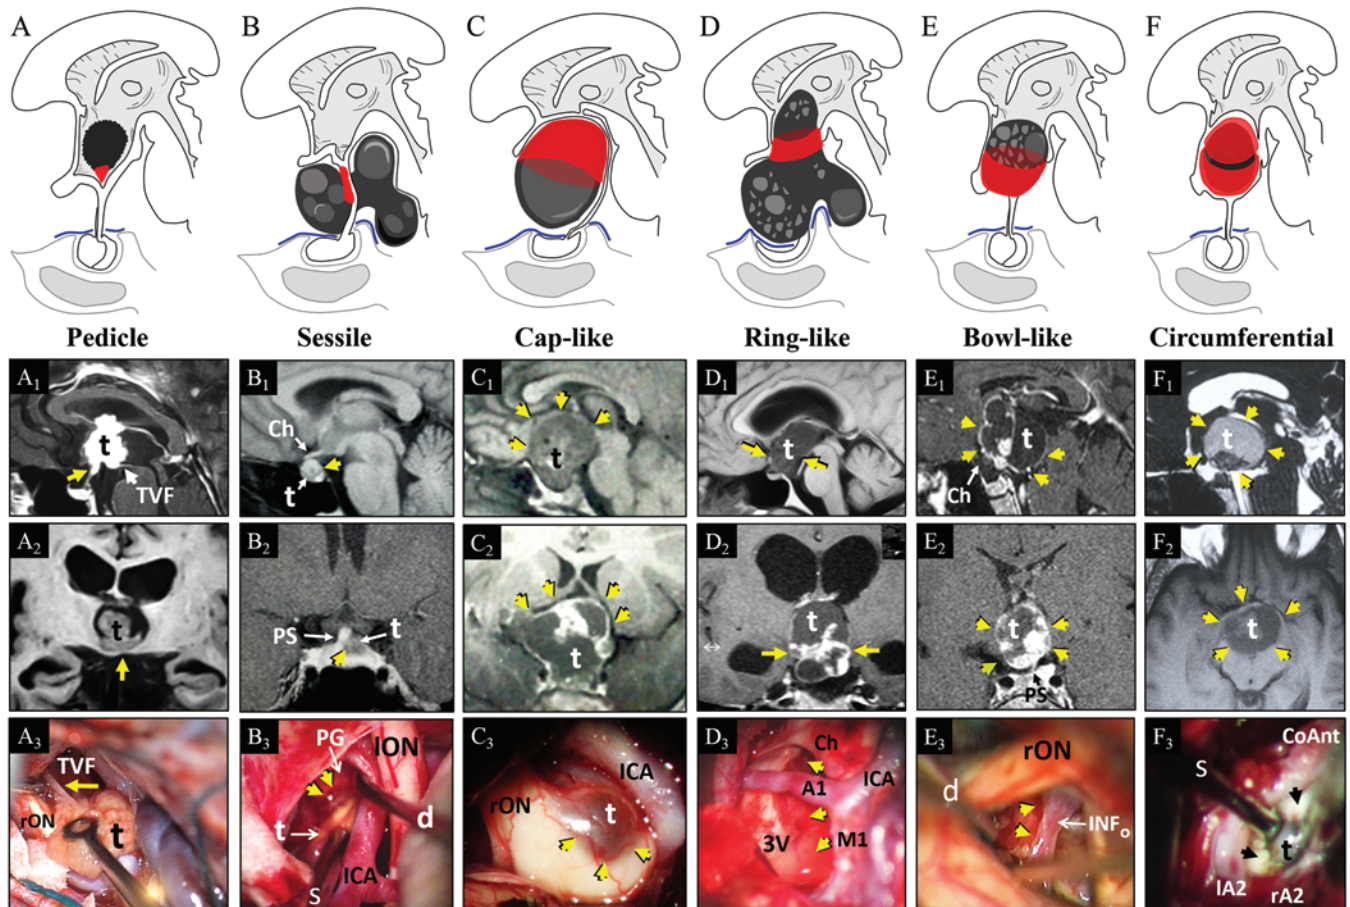 A B C D E F
Pedicle Sessile Cap-like Ring-like Bowl-like Circumferential
A1 t TVF
B1 Ch t
C1 t
D1 t
E1 t Ch
F1 t
A2 t
B2 PS t
C2 t
D2 t
E2 t PS
F2 t
A3 TVF rON t
B3 PG lON t d ICA S
C3 ICA rON t
D3 Ch A1 ICA 3V M1
E3 rON d INFo
F3 CoAnt S t lA2 rA2